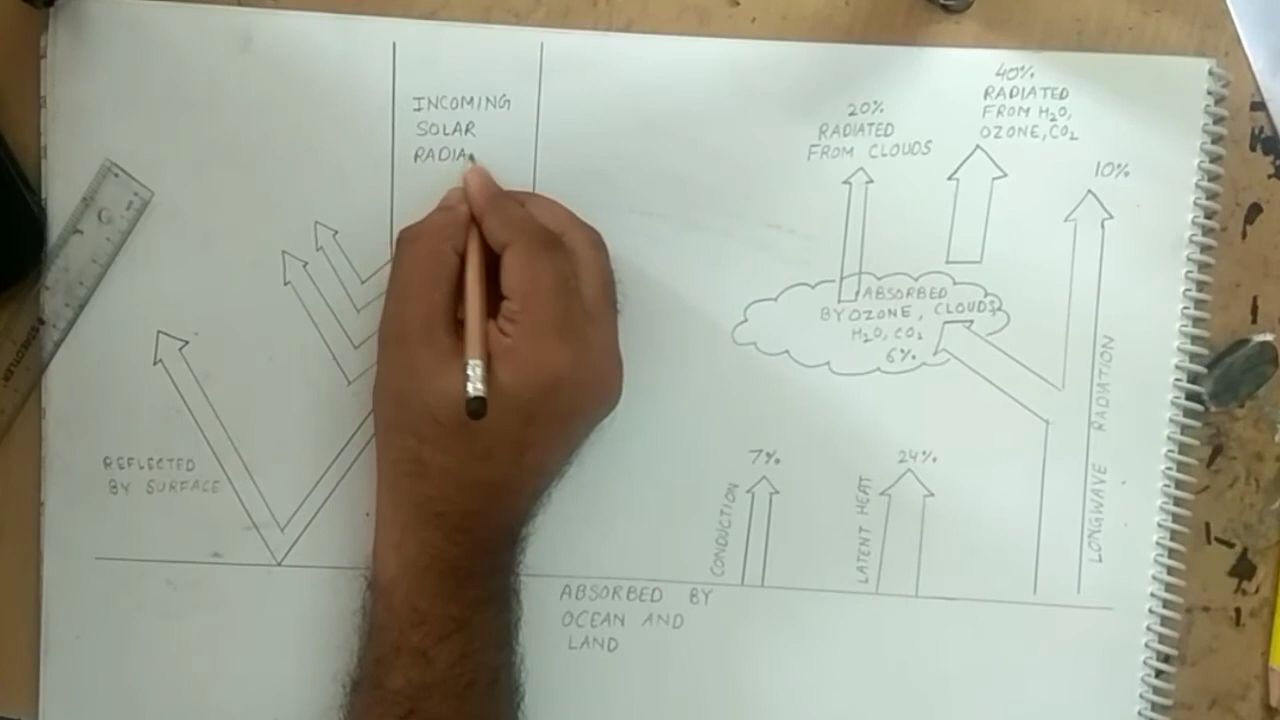 INCOMING
SOLAR
RADIA
20%
RADIATED
FROM CLOUDS
40%
RADIATED
FROM H2O,
OZONE, CO2
10%
ABSORBED
BY OZONE, CLOUDS
H2O, CO2
6%
LONGWAVE RADIATION
REFLECTED
BY SURFACE
7%
CONDUCTION
24%
LATENT HEAT
ABSORBED BY
OCEAN AND
LAND
STAEDTLER